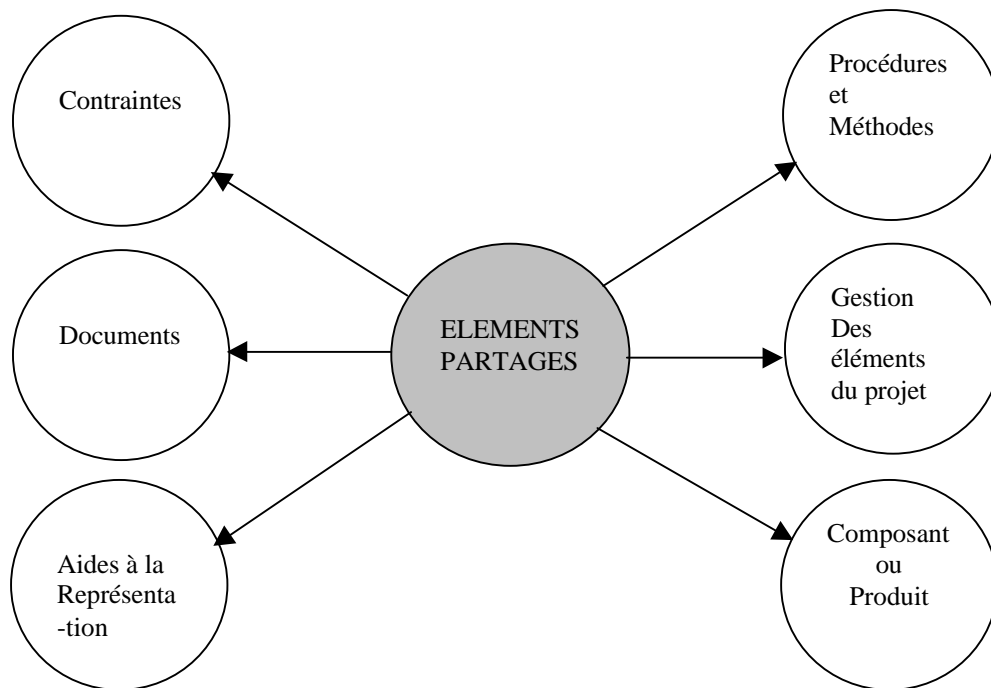 Contraintes
Procédures
et
Méthodes
Documents
ELEMENTS
PARTAGES
Gestion
Des
éléments
du projet
Aides à la
Représenta
-tion
Composant
ou
Produit